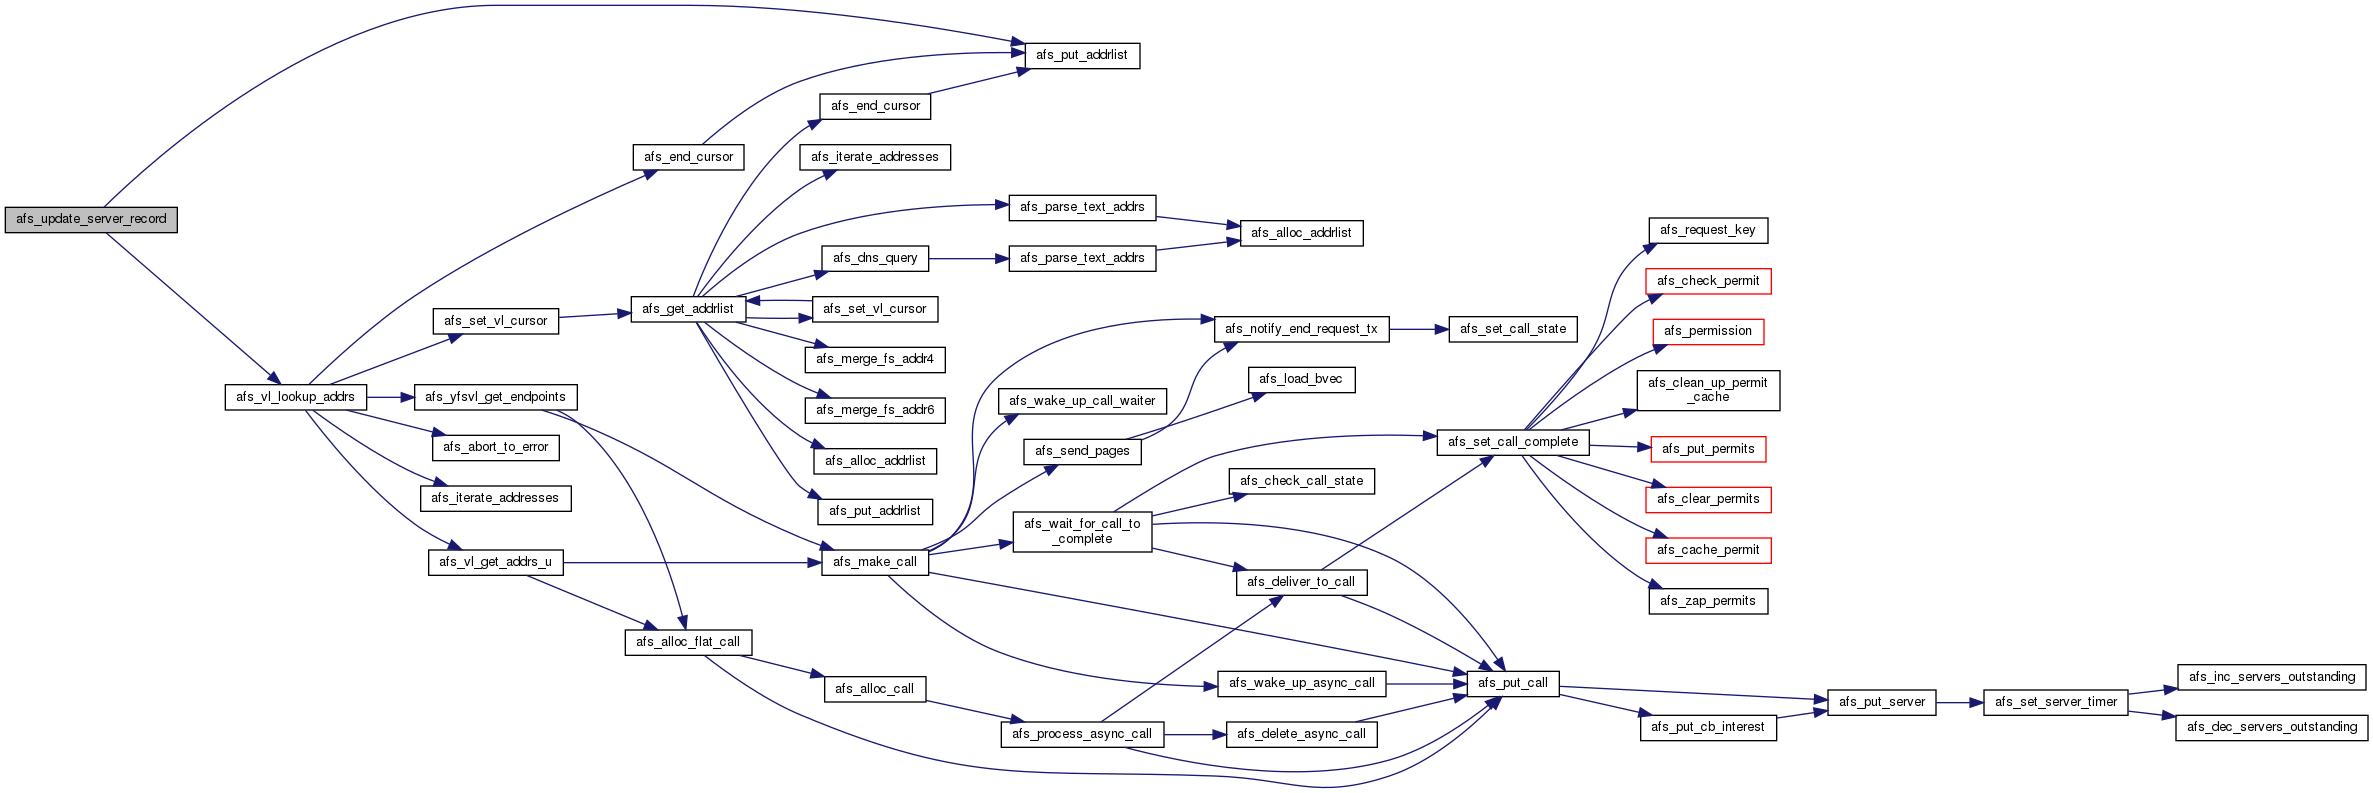 afs_update_server_record
afs_vl_lookup_addrs
afs_end_cursor
afs_set_vl_cursor
afs_yfsvl_get_endpoints
afs_abort_to_error
afs_iterate_addresses
afs_vl_get_addrs_u
afs_get_addrlist
afs_alloc_flat_call
afs_put_addrlist
afs_end_cursor
afs_iterate_addresses
afs_parse_text_addrs
afs_dns_query
afs_parse_text_addrs
afs_alloc_addrlist
afs_set_vl_cursor
afs_merge_fs_addr4
afs_merge_fs_addr6
afs_alloc_addrlist
afs_put_addrlist
afs_make_call
afs_alloc_call
afs_notify_end_request_tx
afs_set_call_state
afs_load_bvec
afs_wake_up_call_waiter
afs_send_pages
afs_check_call_state
afs_wait_for_call_to
_complete
afs_deliver_to_call
afs_wake_up_async_call
afs_process_async_call
afs_delete_async_call
afs_set_call_complete
afs_request_key
afs_check_permit
afs_permission
afs_clean_up_permit
_cache
afs_put_permits
afs_clear_permits
afs_cache_permit
afs_zap_permits
afs_put_call
afs_put_cb_interest
afs_put_server
afs_set_server_timer
afs_inc_servers_outstanding
afs_dec_servers_outstanding